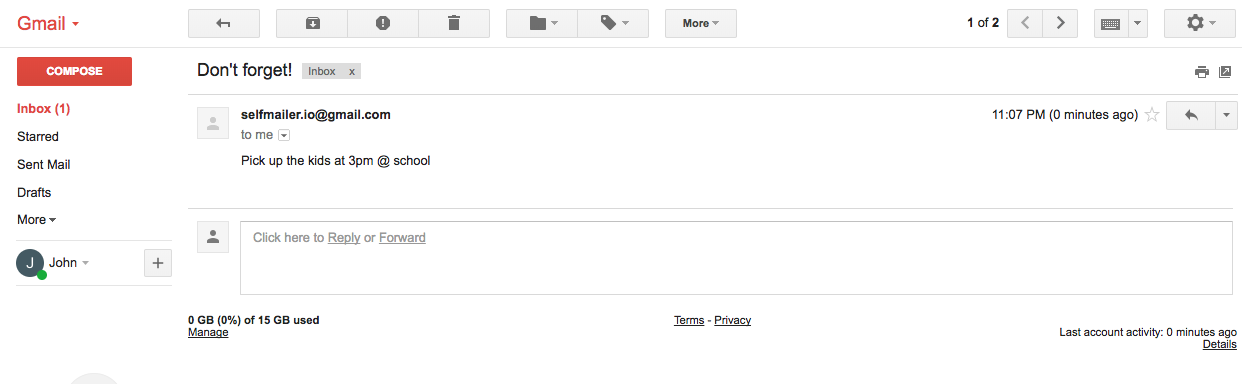 Gmail
More
1 of 2
COMPOSE
Don't forget!
Inbox x
Inbox (1)
Starred
Sent Mail
Drafts
More
J
John
+
selfmailer.io@gmail.com
11:07 PM (0 minutes ago)
to me
Pick up the kids at 3pm @ school
Click here to Reply or Forward
0 GB (0%) of 15 GB used
Manage
Terms - Privacy
Last account activity: 0 minutes ago
Details